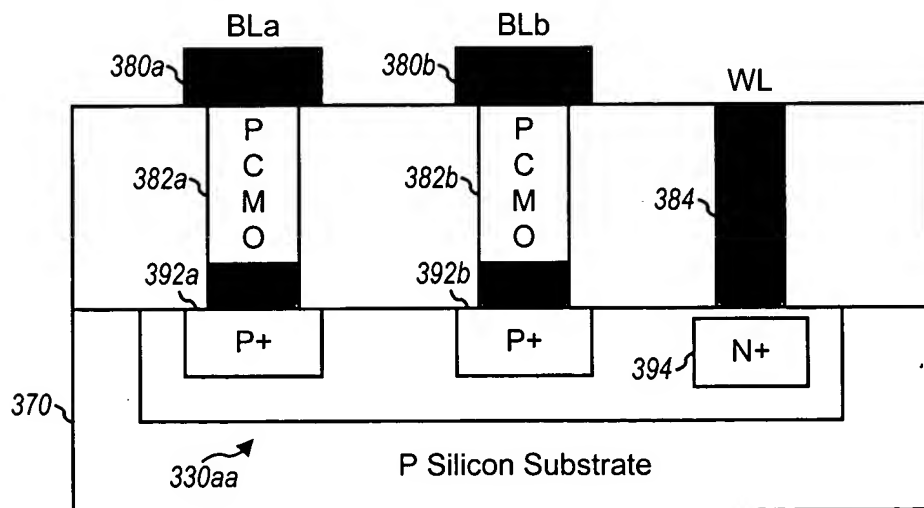 BLa
BLb
380a
380b
WL
P
C
M
O
P
C
M
O
382a
382b
384
392a
392b
P+
P+
N+
394
370
330aa
P Silicon Substrate